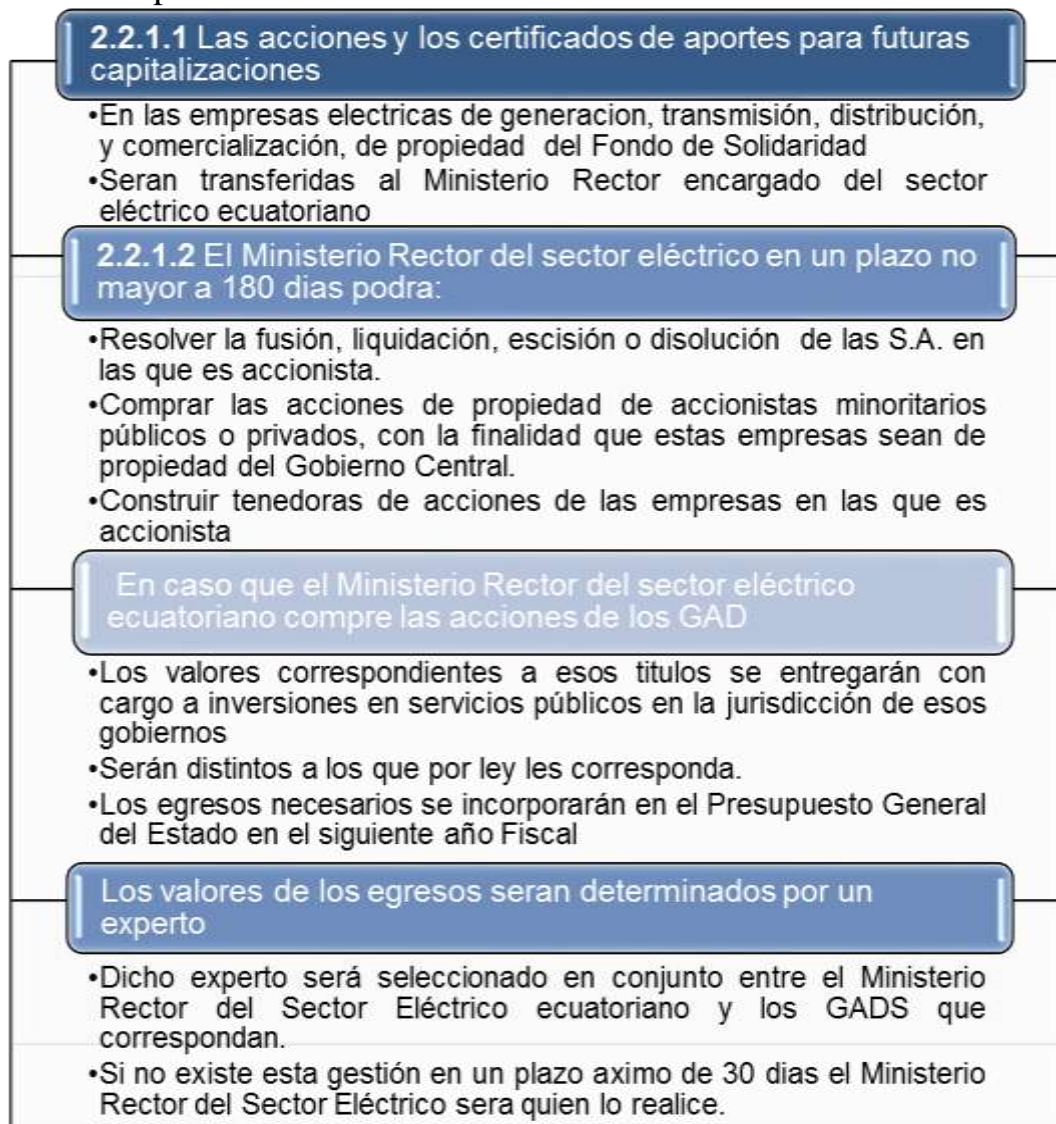 2.2.1.1 Las acciones y los certificados de aportes para futuras
capitalizaciones
•En las empresas electricas de generacion, transmisión, distribución,
y comercialización, de propiedad del Fondo de Solidaridad
•Seran transferidas al Ministerio Rector encargado del sector
eléctrico ecuatoriano
2.2.1.2 El Ministerio Rector del sector eléctrico en un plazo no
mayor a 180 dias podra:
•Resolver la fusión, liquidación, escisión o disolución de las S.A. en
las que es accionista.
•Comprar las acciones de propiedad de accionistas minoritarios
públicos o privados, con la finalidad que estas empresas sean de
propiedad del Gobierno Central.
•Construir tenedoras de acciones de las empresas en las que es
accionista
En caso que el Ministerio Rector del sector eléctrico
ecuatoriano compre las acciones de los GAD
•Los valores correspondientes a esos titulos se entregarán con
cargo a inversiones en servicios públicos en la jurisdicción de esos
gobiernos
•Serán distintos a los que por ley les corresponda.
•Los egresos necesarios se incorporarán en el Presupuesto General
del Estado en el siguiente año Fiscal
Los valores de los egresos seran determinados por un
experto
•Dicho experto será seleccionado en conjunto entre el Ministerio
Rector del Sector Eléctrico ecuatoriano y los GADS que
correspondan.
•Si no existe esta gestión en un plazo aximo de 30 dias el Ministerio
Rector del Sector Eléctrico sera quien lo realice.